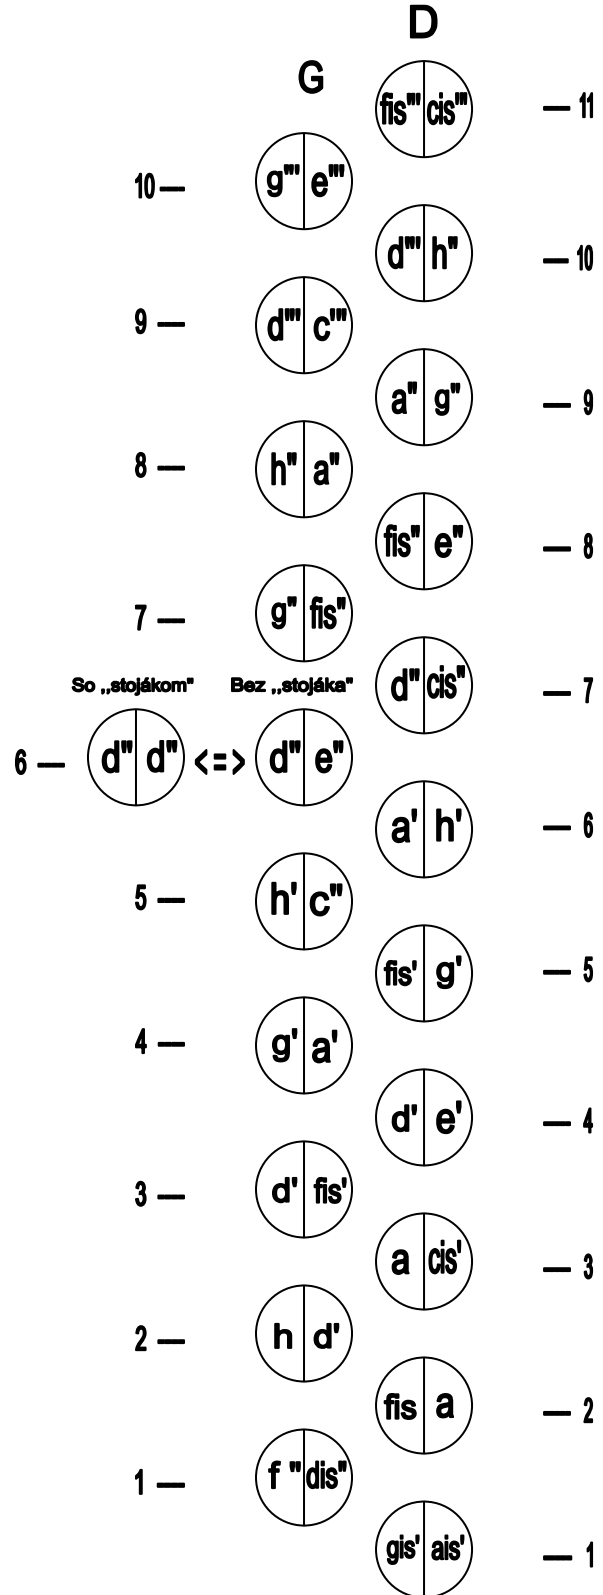 D
G
fis''' cis''' — 11
10 — g''' e'''
d''' h'' — 10
9 — d''' c'''
a'' g'' — 9
8 — h'' a''
fis'' e'' — 8
7 — g'' fis''
So ,,stojákom" Bez ,,stojáka"
d'' cis'' — 7
6 — d'' d'' <=> d'' e''
a' h' — 6
5 — h' c''
fis' g' — 5
4 — g' a'
d' e' — 4
3 — d' fis'
a cis' — 3
2 — h d'
fis a — 2
1 — f '' dis''
gis' ais' — 1